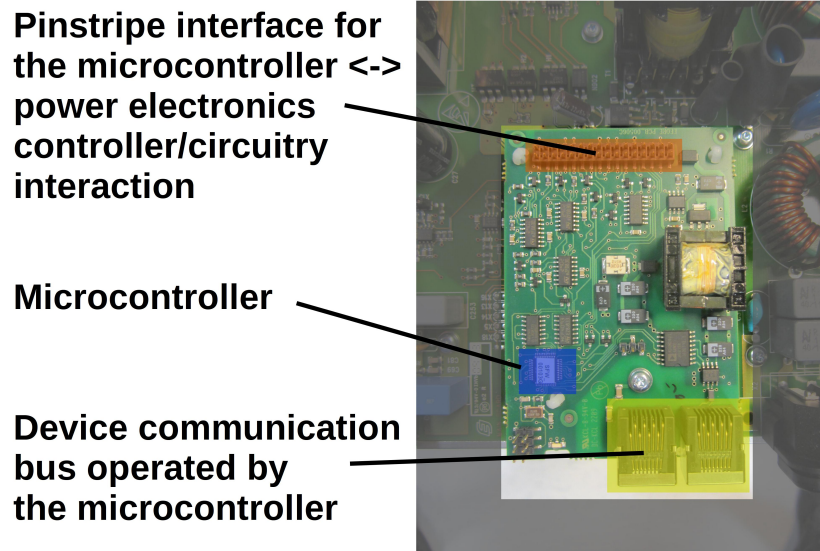 Pinstripe interface for
the microcontroller <->
power electronics
controller/circuitry
interaction
Microcontroller
Device communication
bus operated by
the microcontroller